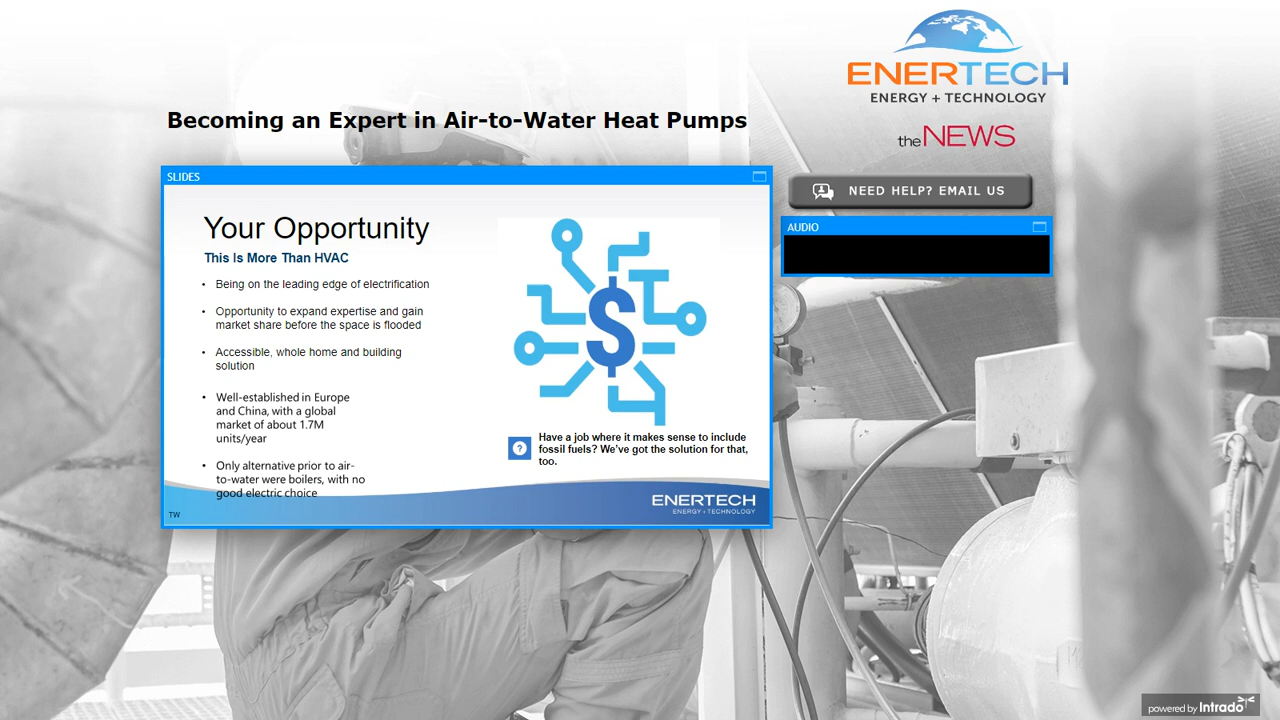 ENERTECH
ENERGY + TECHNOLOGY
Becoming an Expert in Air-to-Water Heat Pumps
the NEWS
SLIDES
NEED HELP? EMAIL US
AUDIO
Your Opportunity
This Is More Than HVAC
• Being on the leading edge of electrification
• Opportunity to expand expertise and gain
market share before the space is flooded
• Accessible, whole home and building
solution
• Well-established in Europe
and China, with a global
market of about 1.7M
units/year
• Only alternative prior to air-
to-water were boilers, with no
good electric choice
$
?
Have a job where it makes sense to include
fossil fuels? We've got the solution for that,
too.
ENERTECH
ENERGY + TECHNOLOGY
TW
powered by Intrado